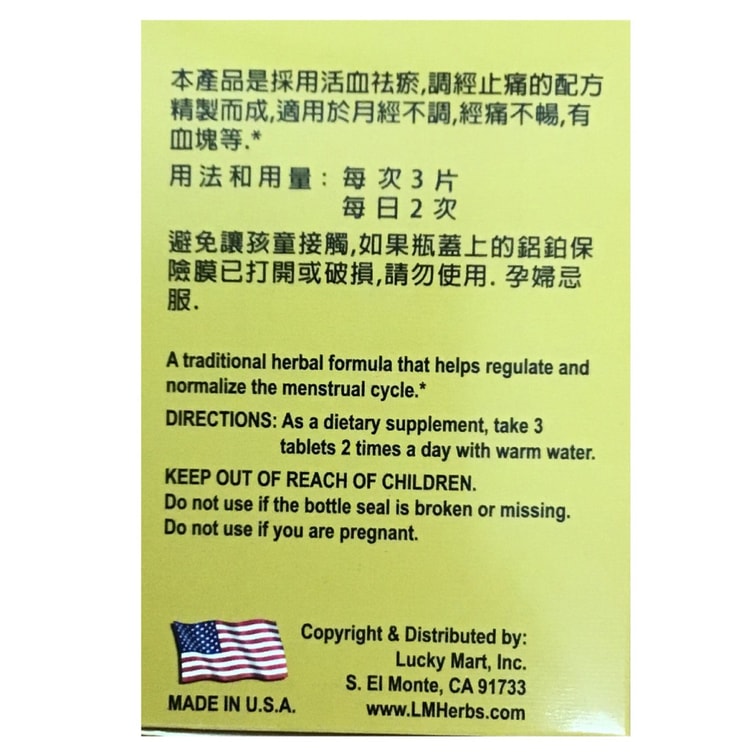 本產品是採用活血祛瘀,調經止痛的配方
精製而成,適用於月經不調,經痛不暢,有
血塊等.*
用法和用量: 每次3片
每日2次
避免讓孩童接觸,如果瓶蓋上的鋁鉑保
險膜已打開或破損,請勿使用. 孕婦忌
服.
A traditional herbal formula that helps regulate and
normalize the menstrual cycle.*
DIRECTIONS: As a dietary supplement, take 3
tablets 2 times a day with warm water.
KEEP OUT OF REACH OF CHILDREN.
Do not use if the bottle seal is broken or missing.
Do not use if you are pregnant.
MADE IN U.S.A.
Copyright & Distributed by:
Lucky Mart, Inc.
S. El Monte, CA 91733
www.LMHerbs.com